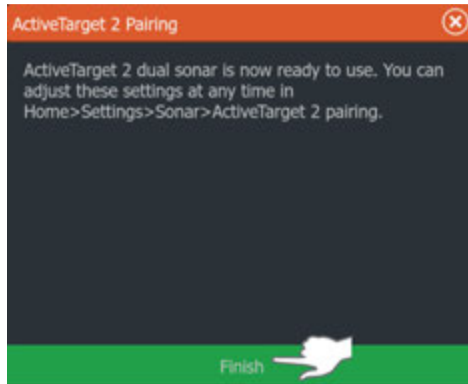 ActiveTarget 2 Pairing
ActiveTarget 2 dual sonar is now ready to use. You can
adjust these settings at any time in
Home>Settings>Sonar>ActiveTarget 2 pairing.
Finish